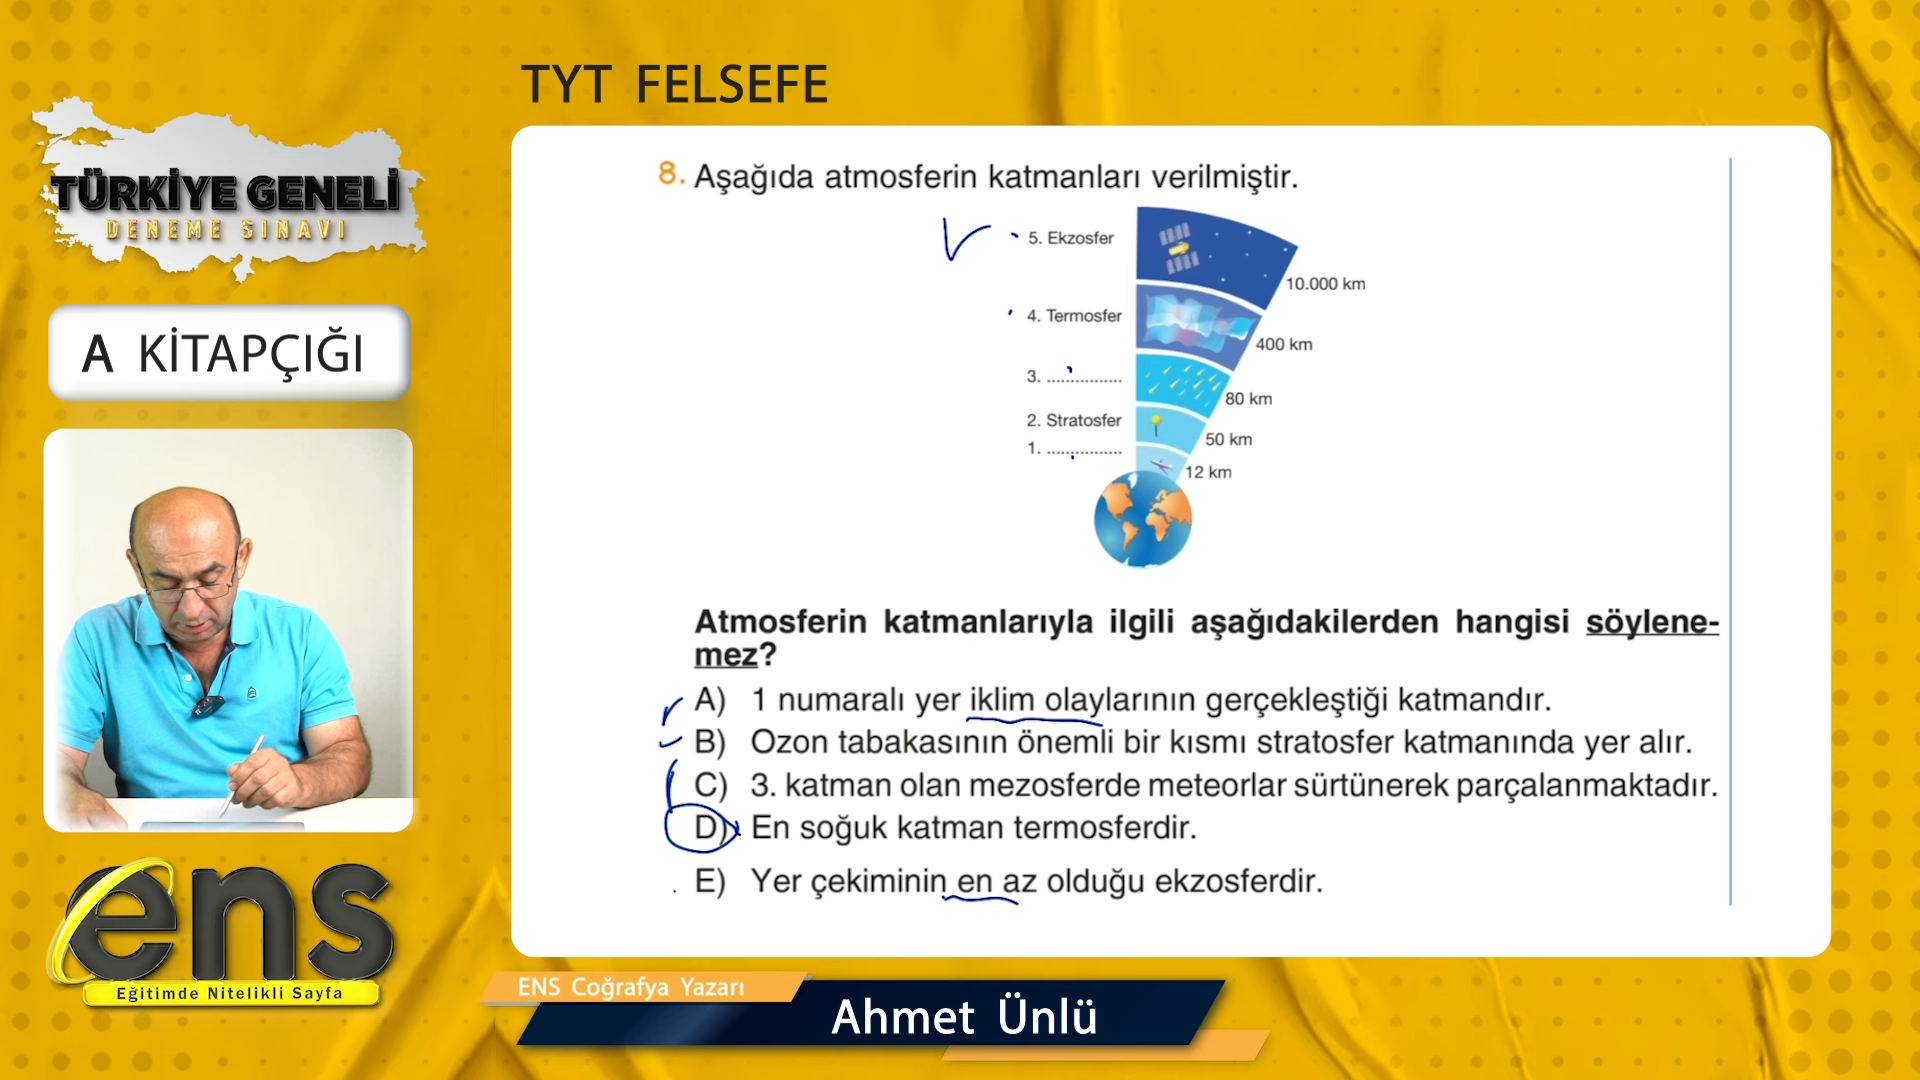 TYT FELSEFE
TÜRKİYE GENELİ
DENEME SINAVI
A KİTAPÇIĞI
8. Aşağıda atmosferin katmanları verilmiştir.
5. Ekzosfer
10.000 km
4. Termosfer
400 km
3. ................
80 km
2. Stratosfer
50 km
1. ................
12 km
Atmosferin katmanlarıyla ilgili aşağıdakilerden hangisi söylene-
mez?
A) 1 numaralı yer iklim olaylarının gerçekleştiği katmandır.
B) Ozon tabakasının önemli bir kısmı stratosfer katmanında yer alır.
C) 3. katman olan mezosferde meteorlar sürtünerek parçalanmaktadır.
D) En soğuk katman termosferdir.
E) Yer çekiminin en az olduğu ekzosferdir.
ens
Eğitimde Nitelikli Sayfa
ENS Coğrafya Yazarı
Ahmet Ünlü